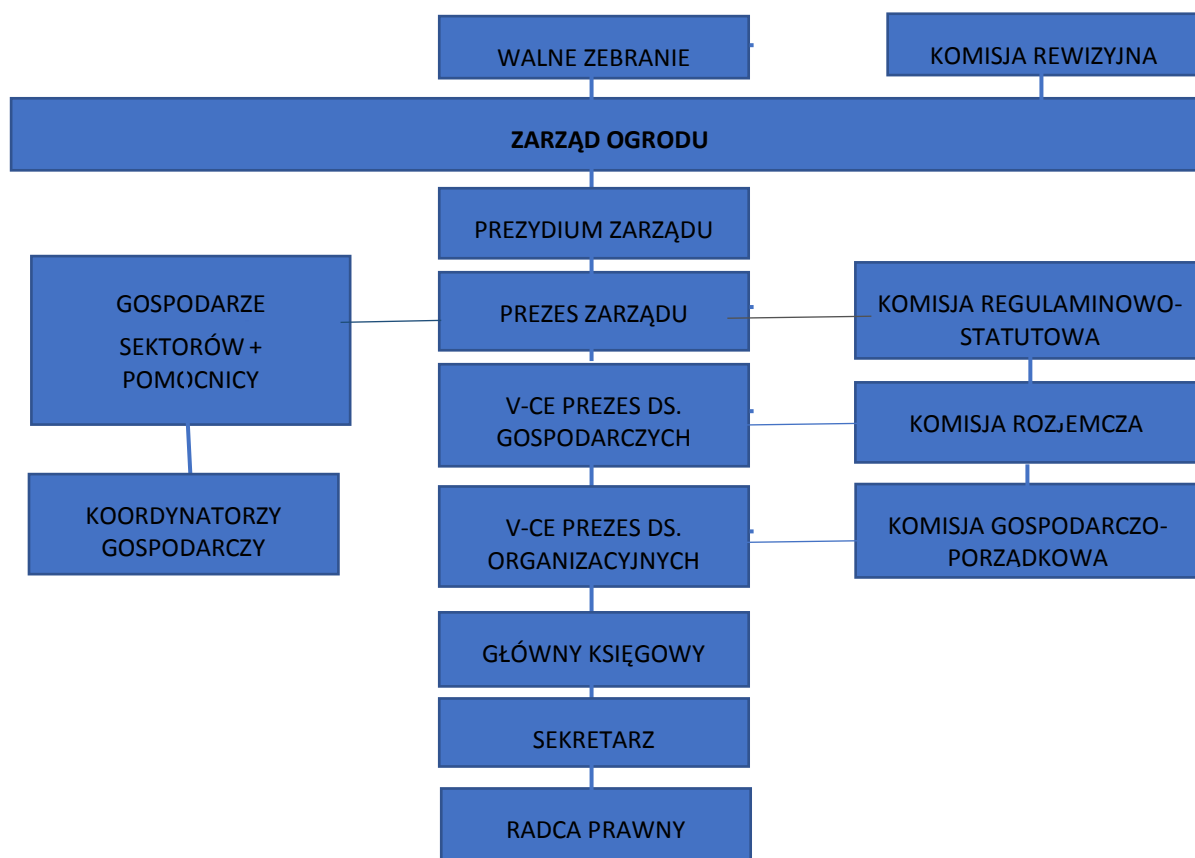 WALNE ZEBRANIE
KOMISJA REWIZYJNA
ZARZĄD OGRODU
PREZYDIUM ZARZĄDU
GOSPODARZE
SEKTORÓW +
POMOCNICY
PREZES ZARZĄDU
KOMISJA REGULAMINOWO-
STATUTOWA
V-CE PREZES DS.
GOSPODARCZYCH
KOMISJA ROZJEMCZA
KOORDYNATORZY
GOSPODARCZY
V-CE PREZES DS.
ORGANIZACYJNYCH
KOMISJA GOSPODARCZO-
PORZĄDKOWA
GŁÓWNY KSIĘGOWY
SEKRETARZ
RADCA PRAWNY